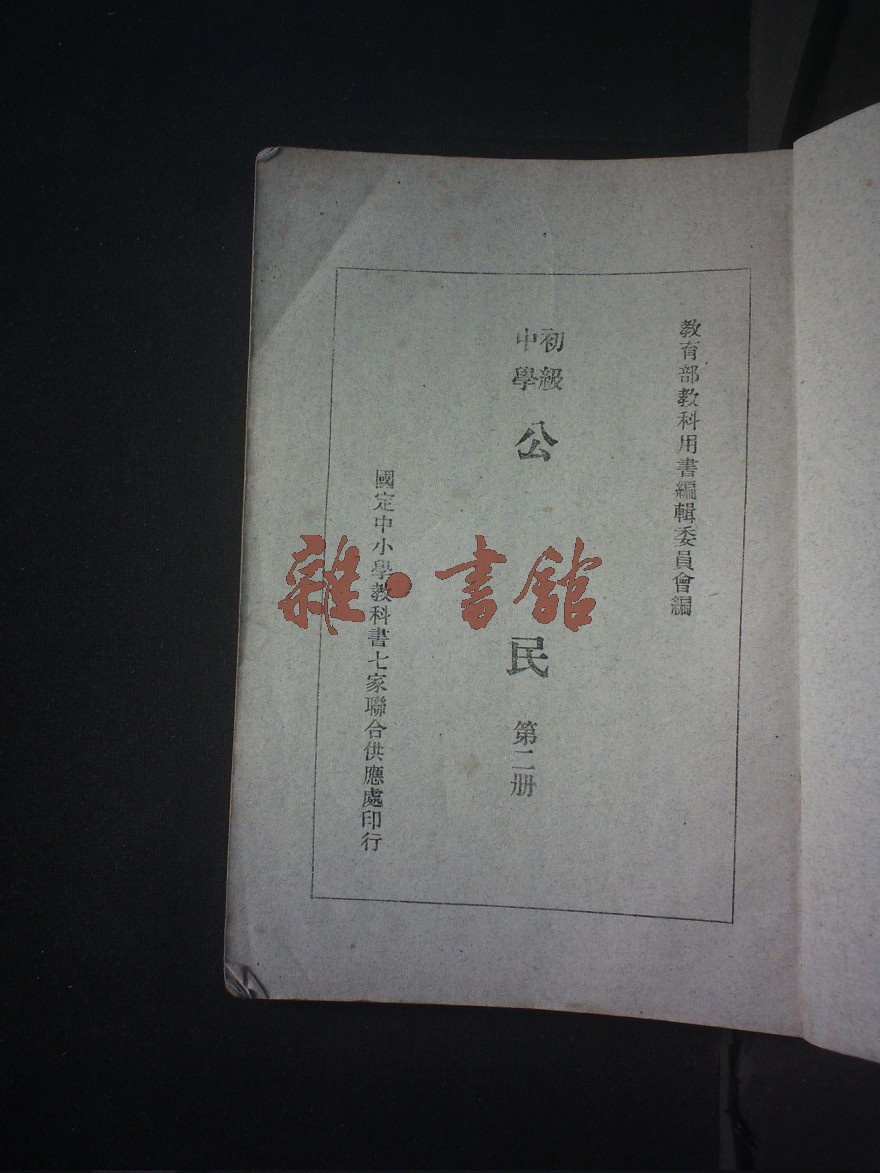 教育部教科用書編輯委員會編
初級
中學
公民 第二册
國定中小學教科書七家聯合供應處印行
雜·書館